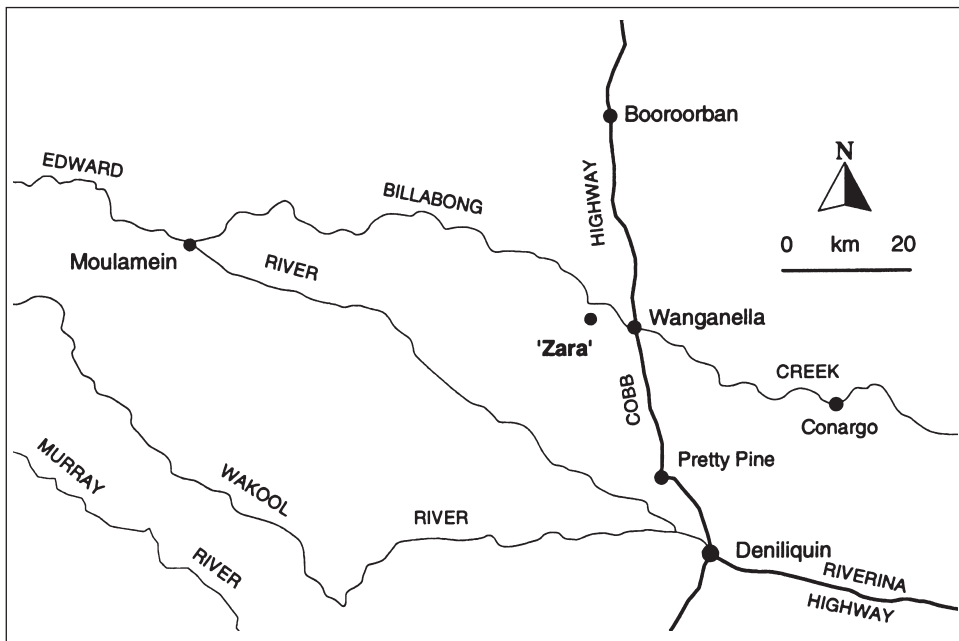 Booroorban
N
EDWARD
BILLABONG
HIGHWAY
0 km 20
Moulamein
RIVER
Wanganella
'Zara'
CREEK
COBB
Conargo
Pretty Pine
MURRAY
WAKOOL
RIVER
RIVER
Deniliquin
RIVERINA
HIGHWAY